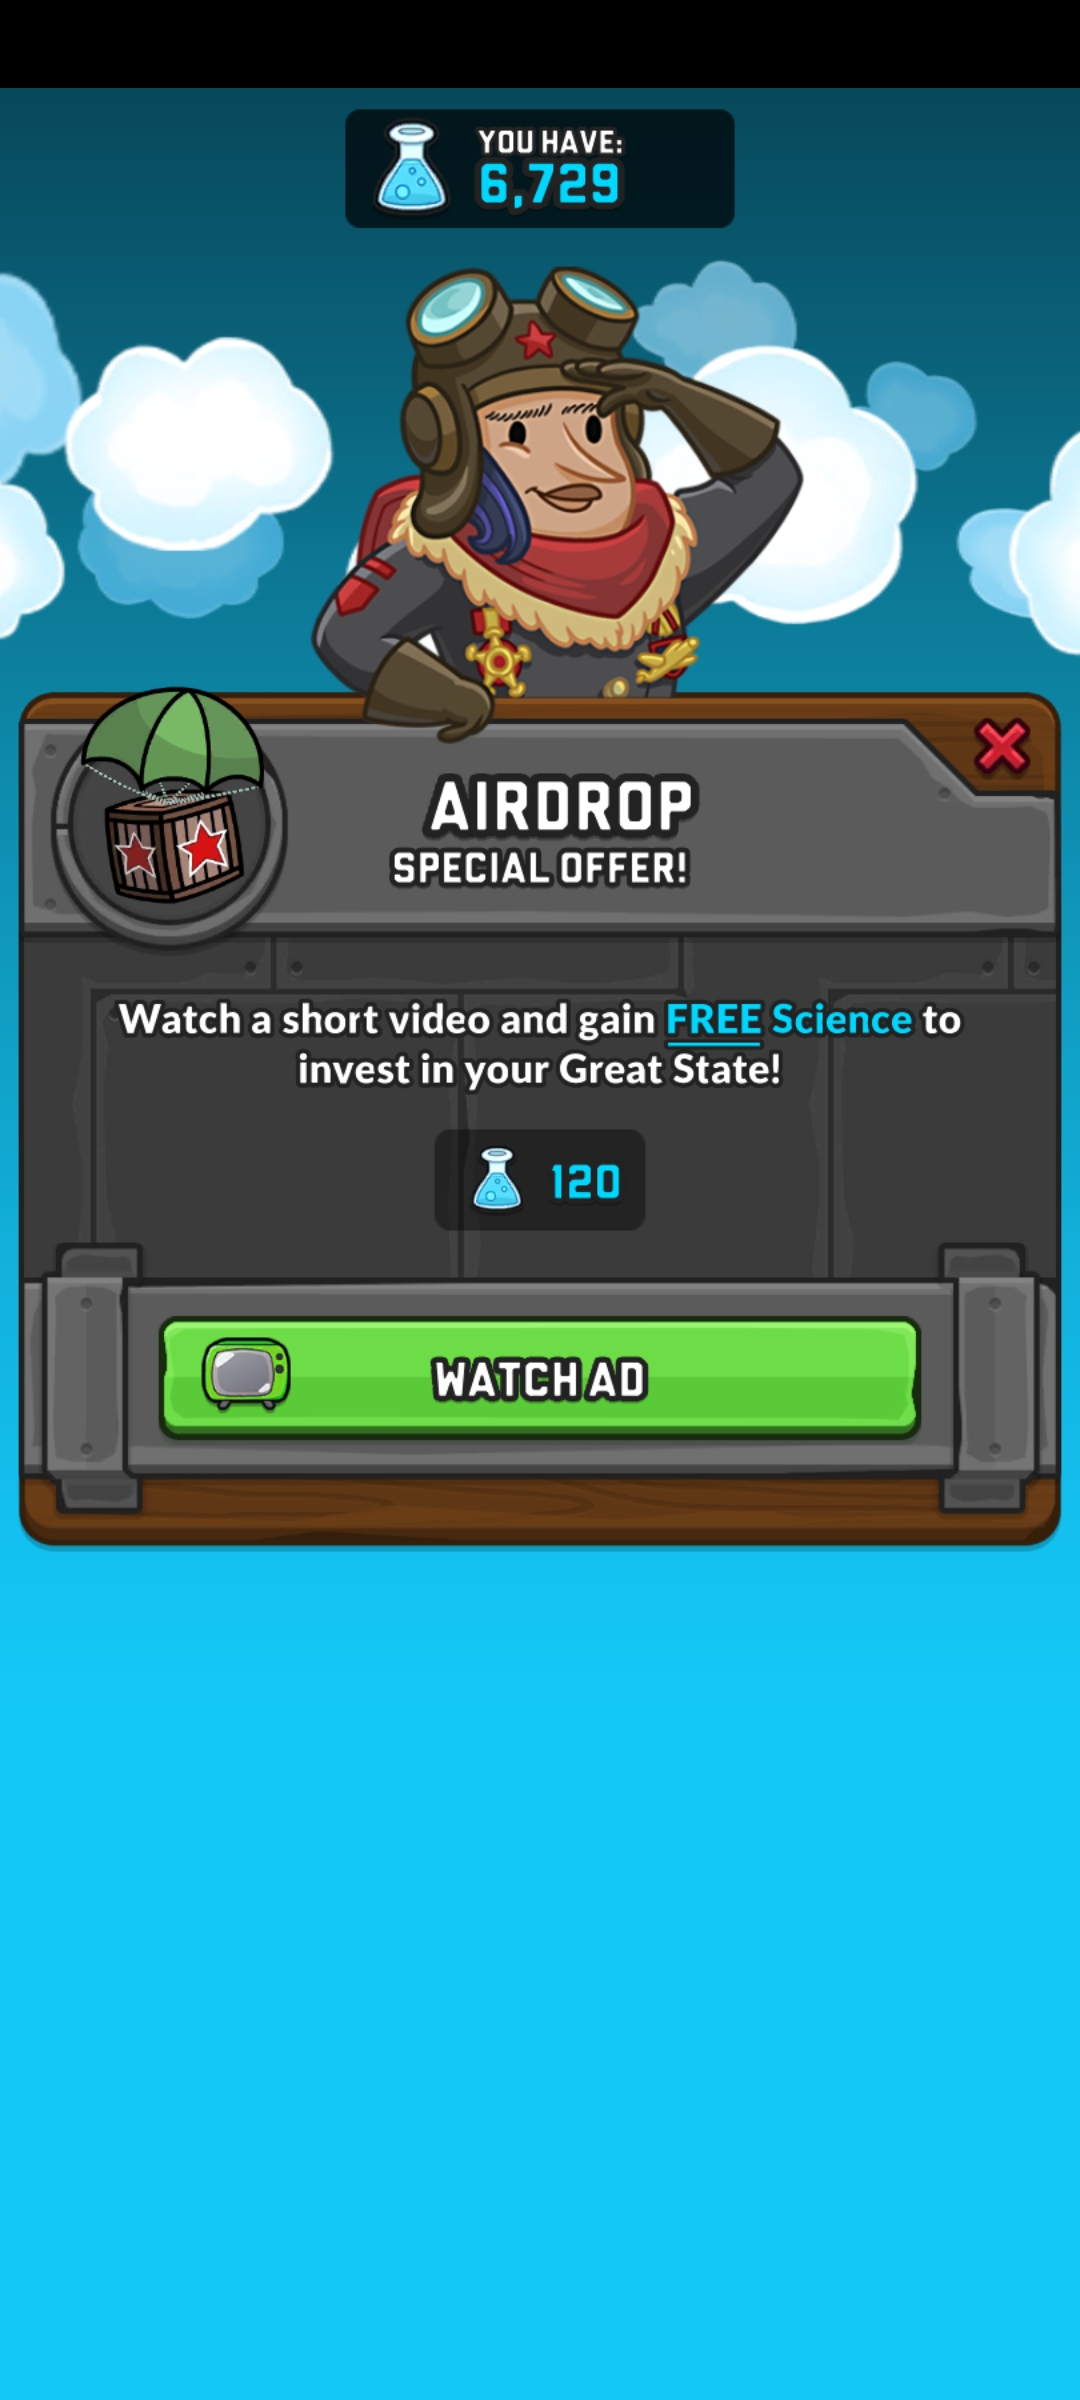 YOU HAVE:
6,729
AIRDROP
SPECIAL OFFER!
Watch a short video and gain FREE Science to
invest in your Great State!
120
WATCH AD